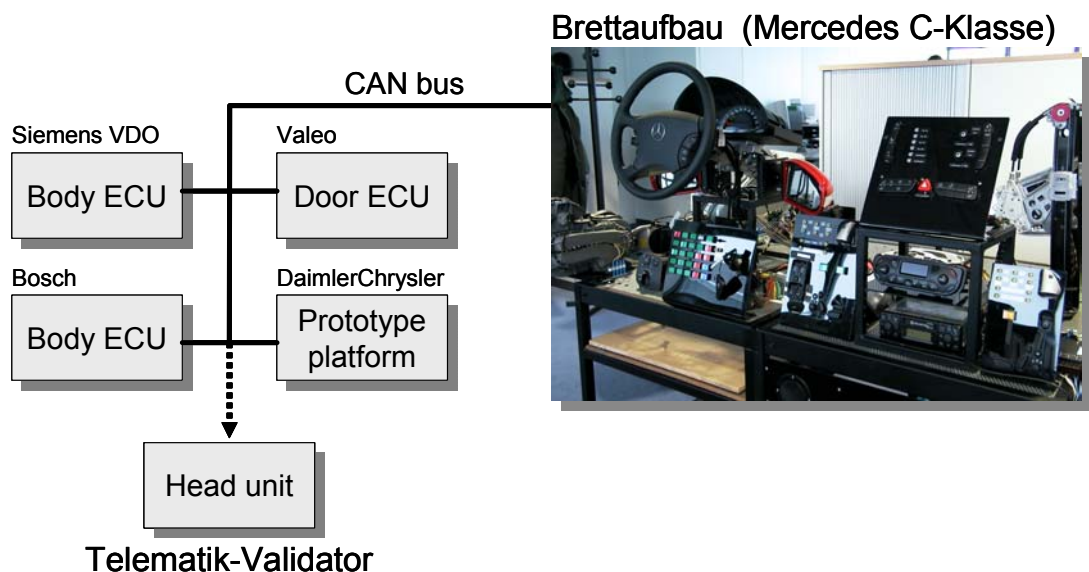 Brettaufbau (Mercedes C-Klasse)
CAN bus
Siemens VDO
Valeo
Body ECU
Door ECU
Bosch
DaimlerChrysler
Body ECU
Prototype
platform
Head unit
Telematik-Validator